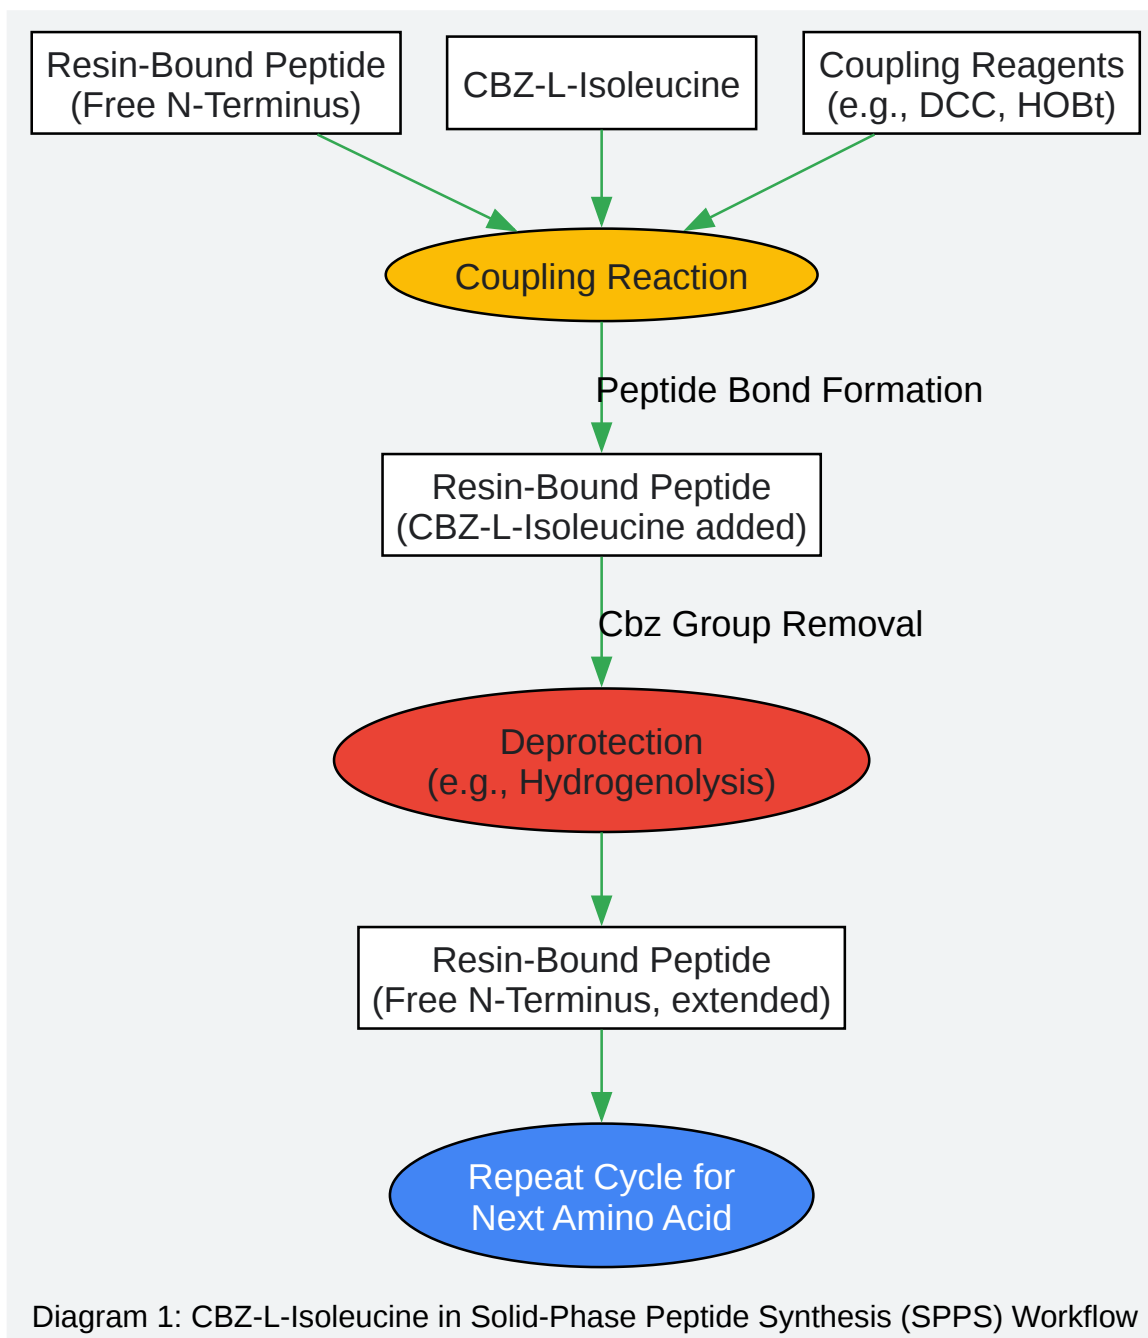 Resin-Bound Peptide
(Free N-Terminus)
CBZ-L-Isoleucine
Coupling Reagents
(e.g., DCC, HOBt)
Coupling Reaction
Peptide Bond Formation
Resin-Bound Peptide
(CBZ-L-Isoleucine added)
Cbz Group Removal
Deprotection
(e.g., Hydrogenolysis)
Resin-Bound Peptide
(Free N-Terminus, extended)
Repeat Cycle for
Next Amino Acid
Diagram 1: CBZ-L-Isoleucine in Solid-Phase Peptide Synthesis (SPPS) Workflow